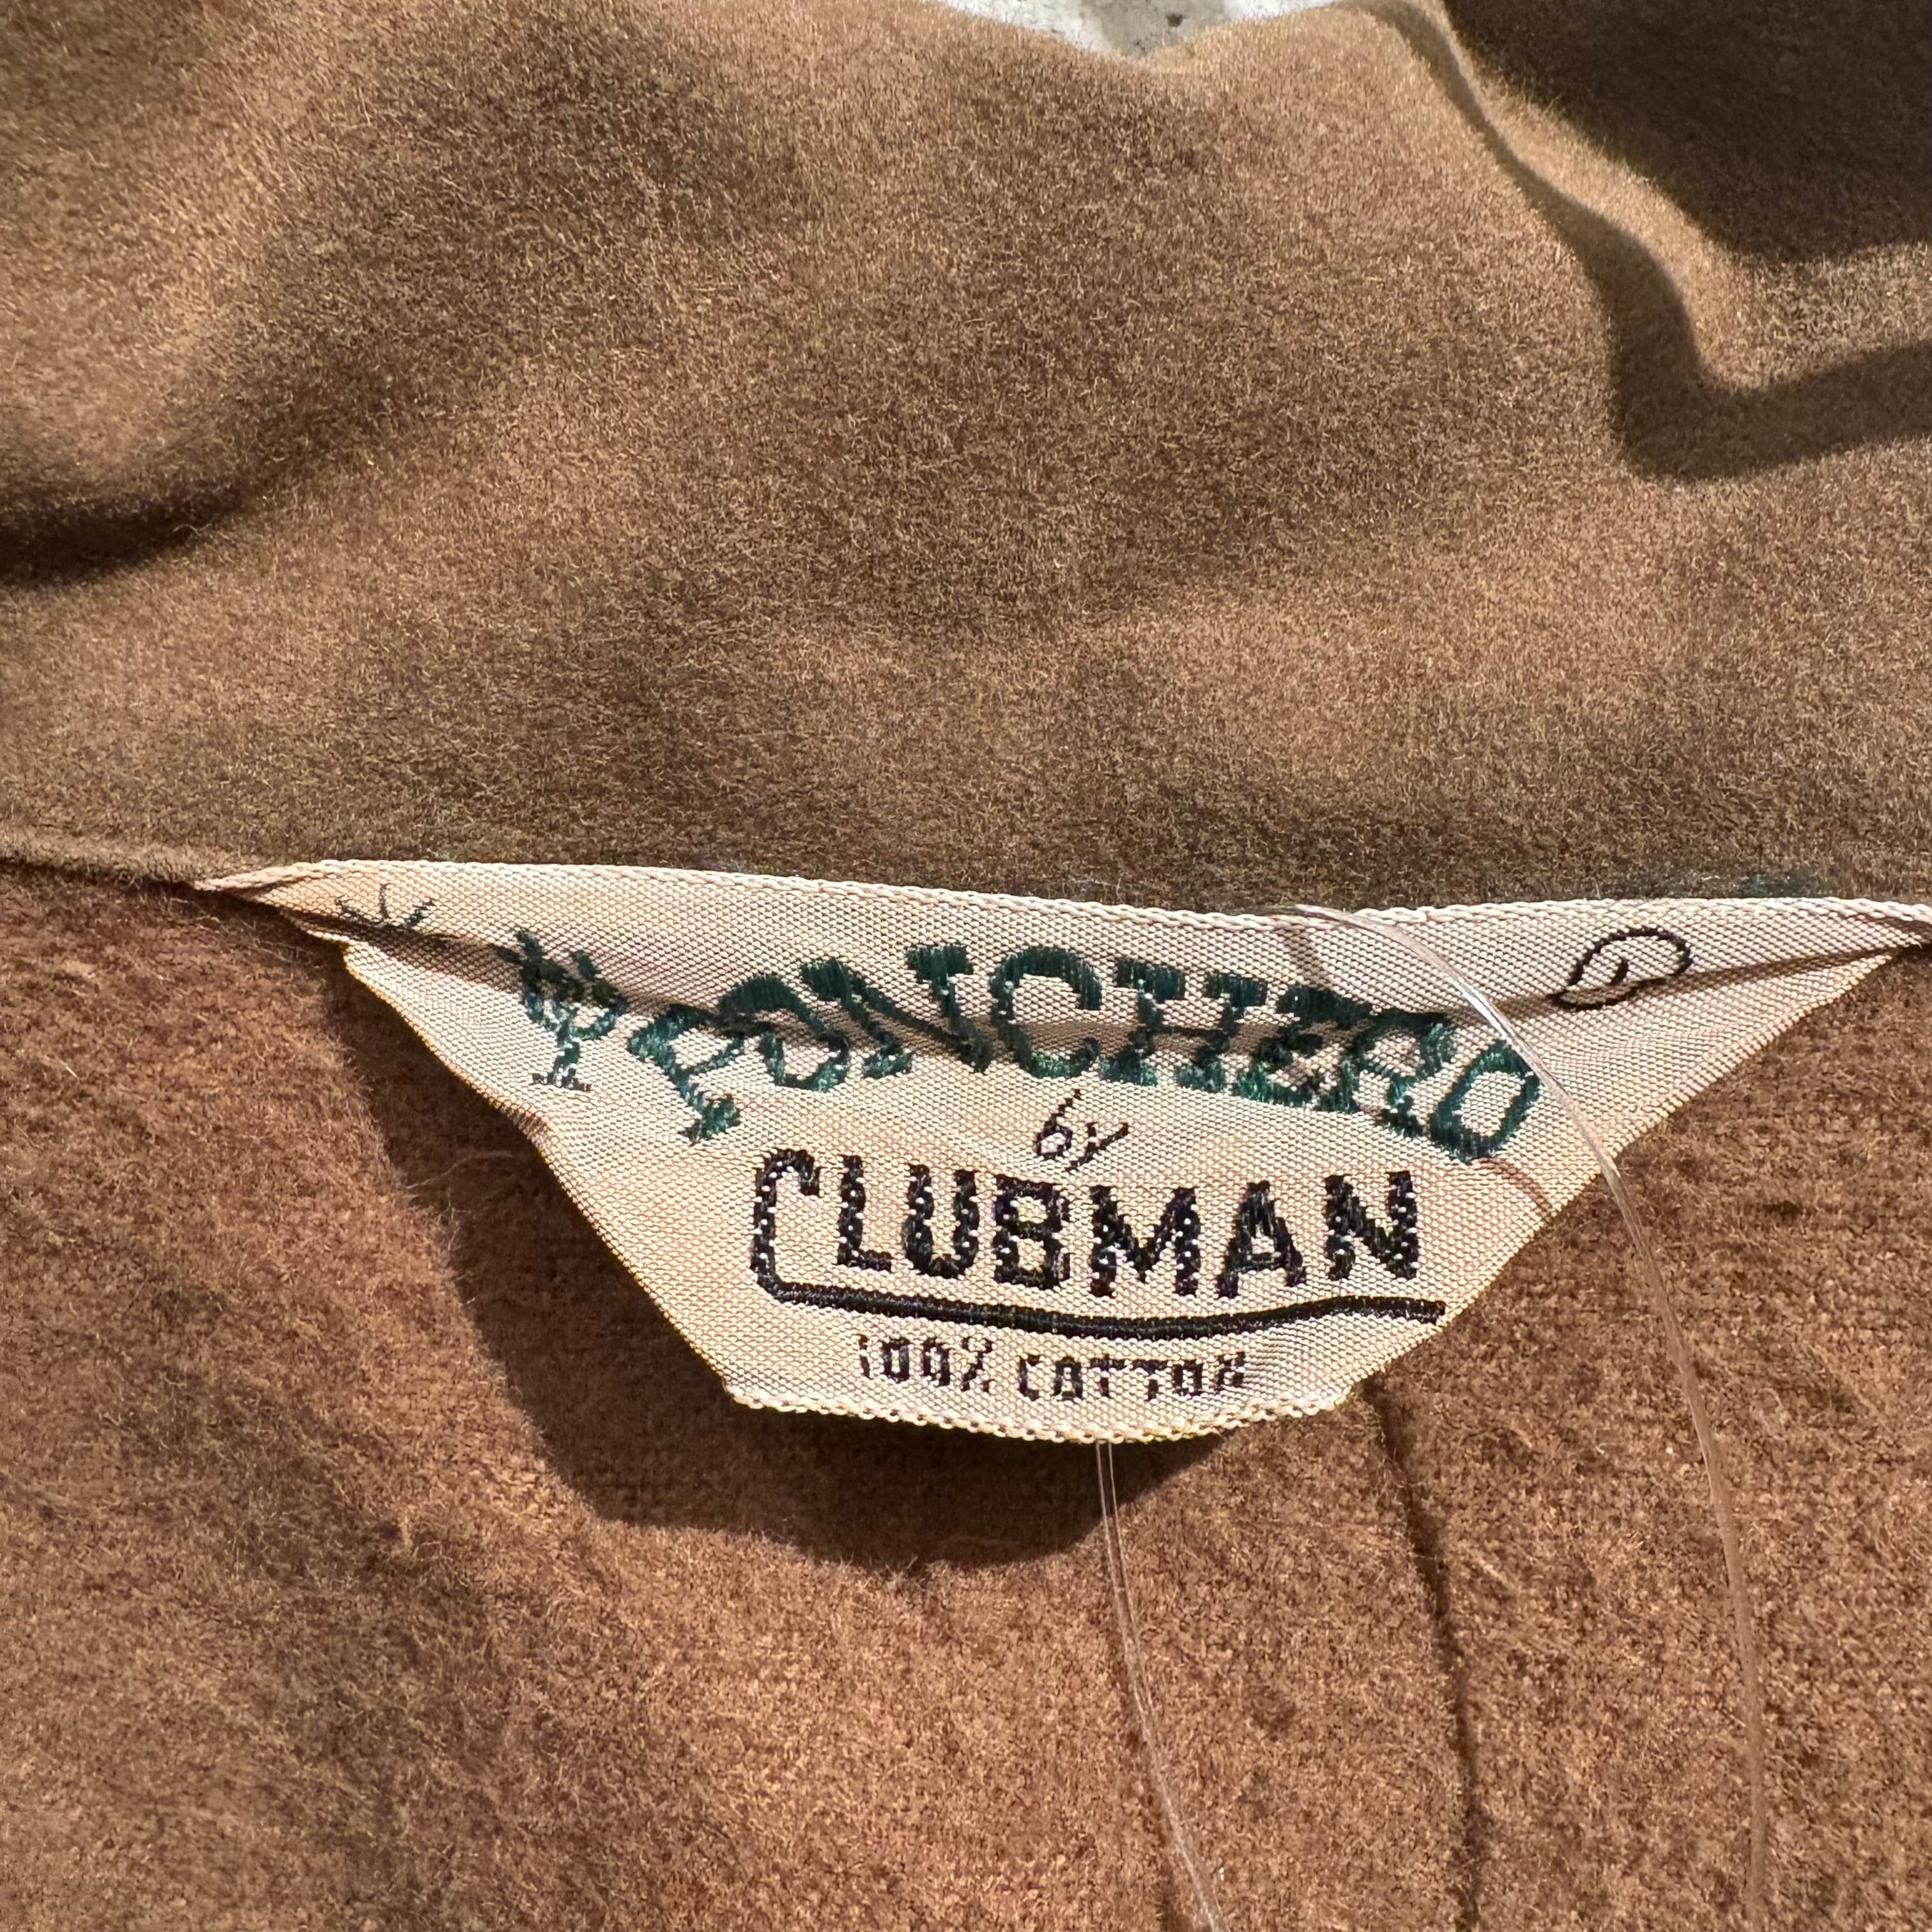 PONCHERO
by
CLUBMAN
100% COTTON